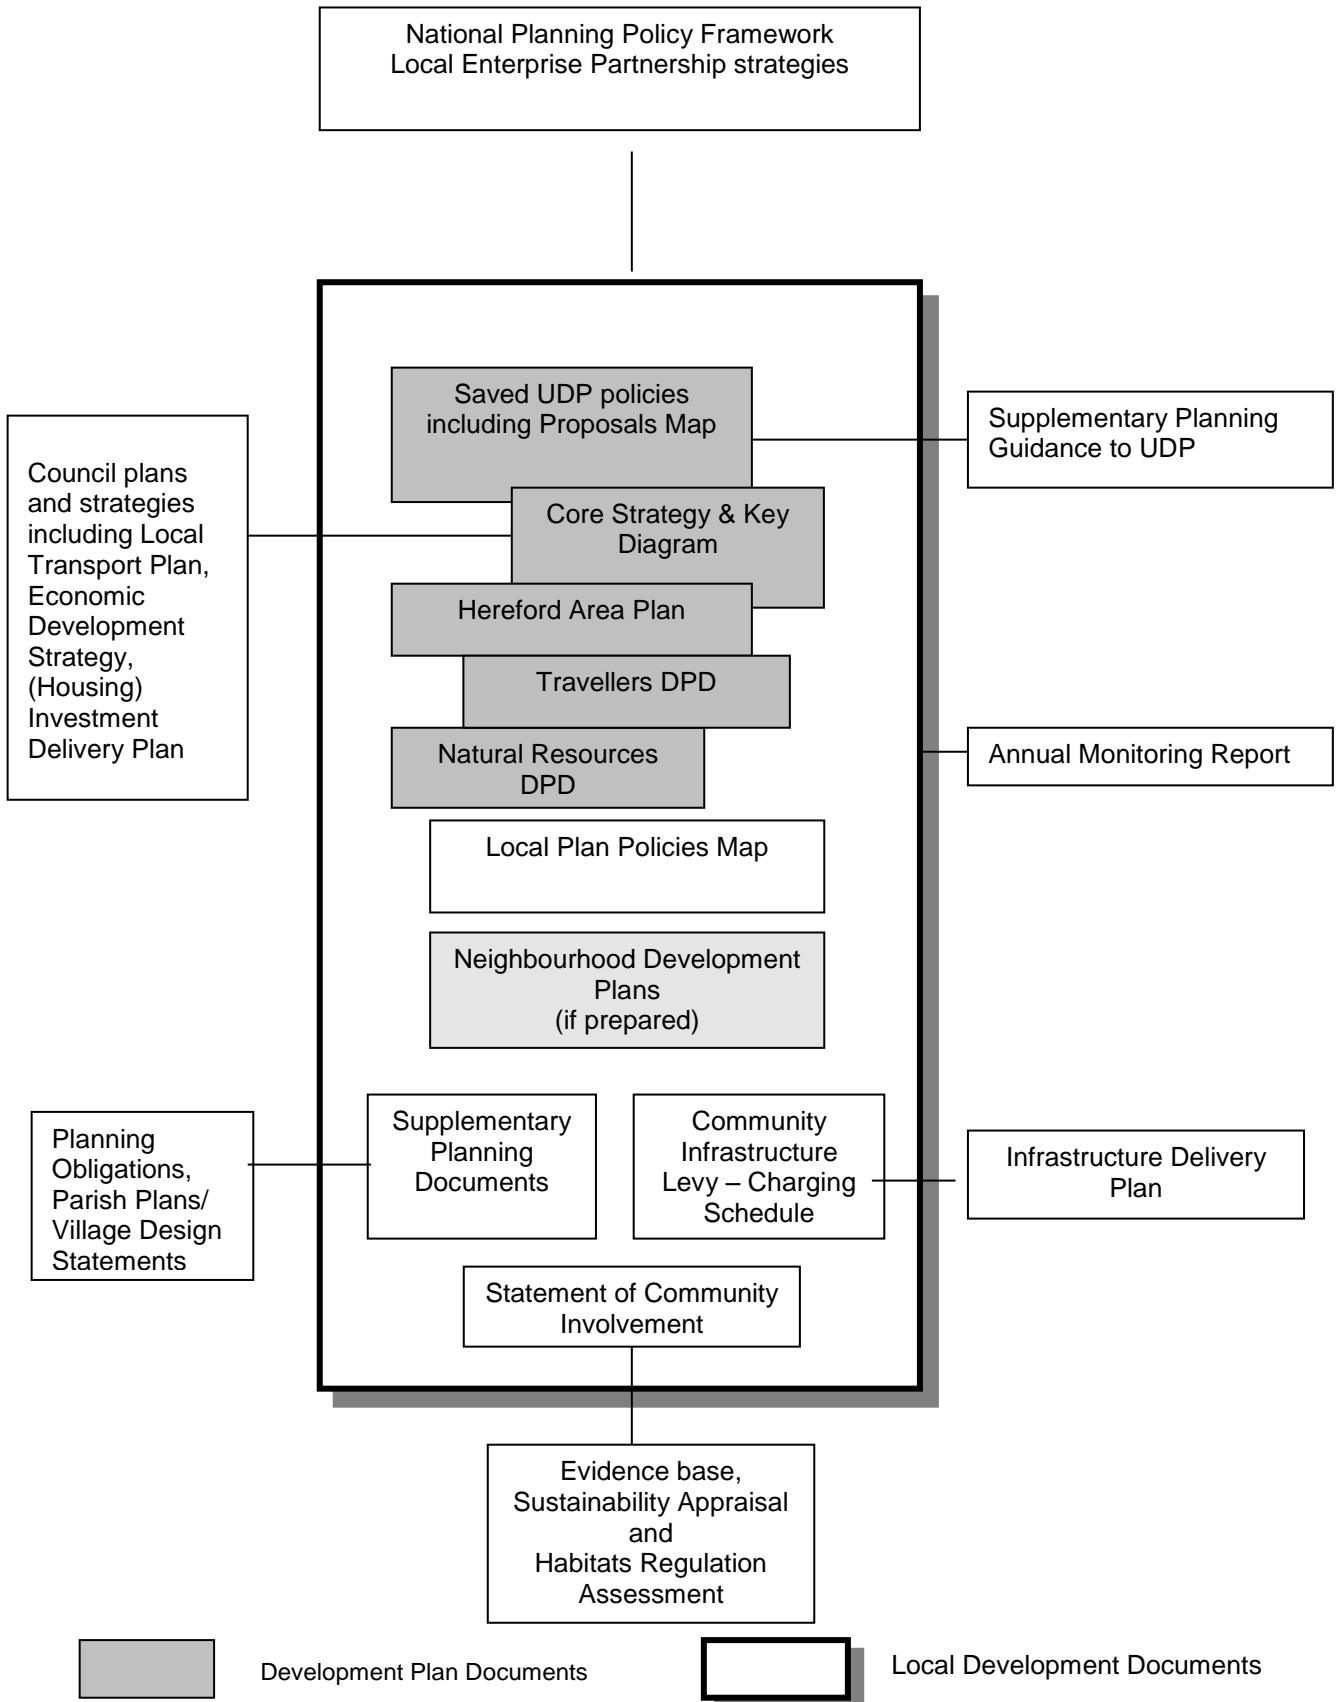 National Planning Policy Framework
Local Enterprise Partnership strategies
Saved UDP policies
including Proposals Map
Supplementary Planning
Guidance to UDP
Council plans
and strategies
including Local
Transport Plan,
Economic
Development
Strategy,
(Housing)
Investment
Delivery Plan
Core Strategy & Key
Diagram
Hereford Area Plan
Travellers DPD
Natural Resources
DPD
Annual Monitoring Report
Local Plan Policies Map
Neighbourhood Development
Plans
(if prepared)
Planning
Obligations,
Parish Plans/
Village Design
Statements
Supplementary
Planning
Documents
Community
Infrastructure
Levy – Charging
Schedule
Infrastructure Delivery
Plan
Statement of Community
Involvement
Evidence base,
Sustainability Appraisal
and
Habitats Regulation
Assessment
Development Plan Documents
Local Development Documents